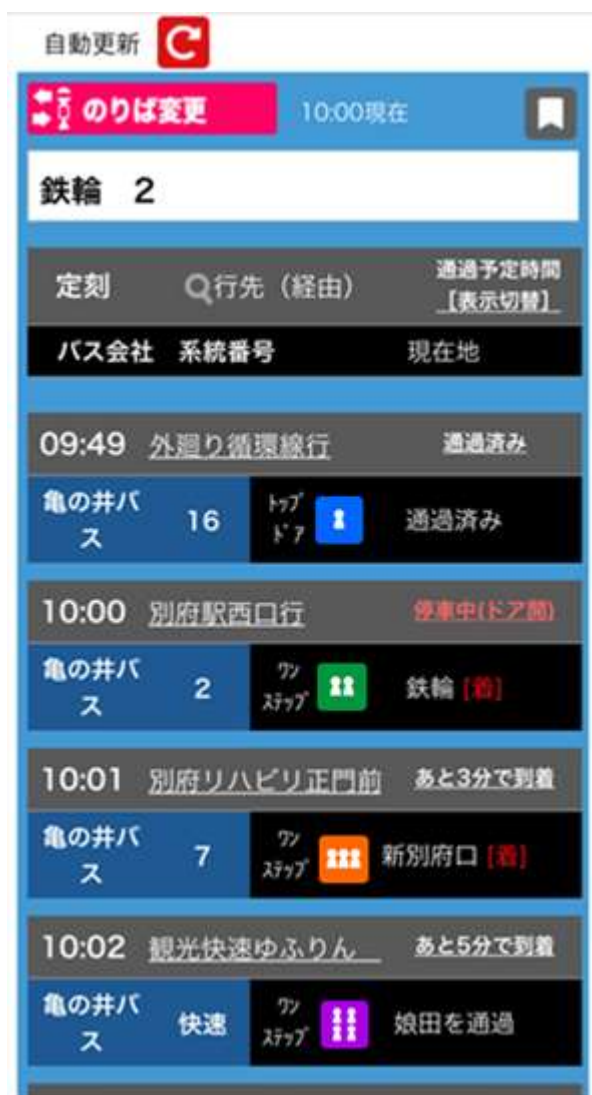 自動更新
のりば変更 10:00現在
鉄輪 2
定刻 行先（経由） 通過予定時間
【表示切替】
バス会社 系統番号 現在地
09:49 外廻り循環線行 通過済み
亀の井バ
ス
16
トップ
ドア
通過済み
10:00 別府駅西口行 停車中(ドア開)
亀の井バ
ス
2
ワン
ステップ
鉄輪 [着]
10:01 別府リハビリ正門前 あと3分で到着
亀の井バ
ス
7
ワン
ステップ
新別府口 [着]
10:02 観光快速ゆふりん あと5分で到着
亀の井バ
ス
快速
ワン
ステップ
娘田を通過